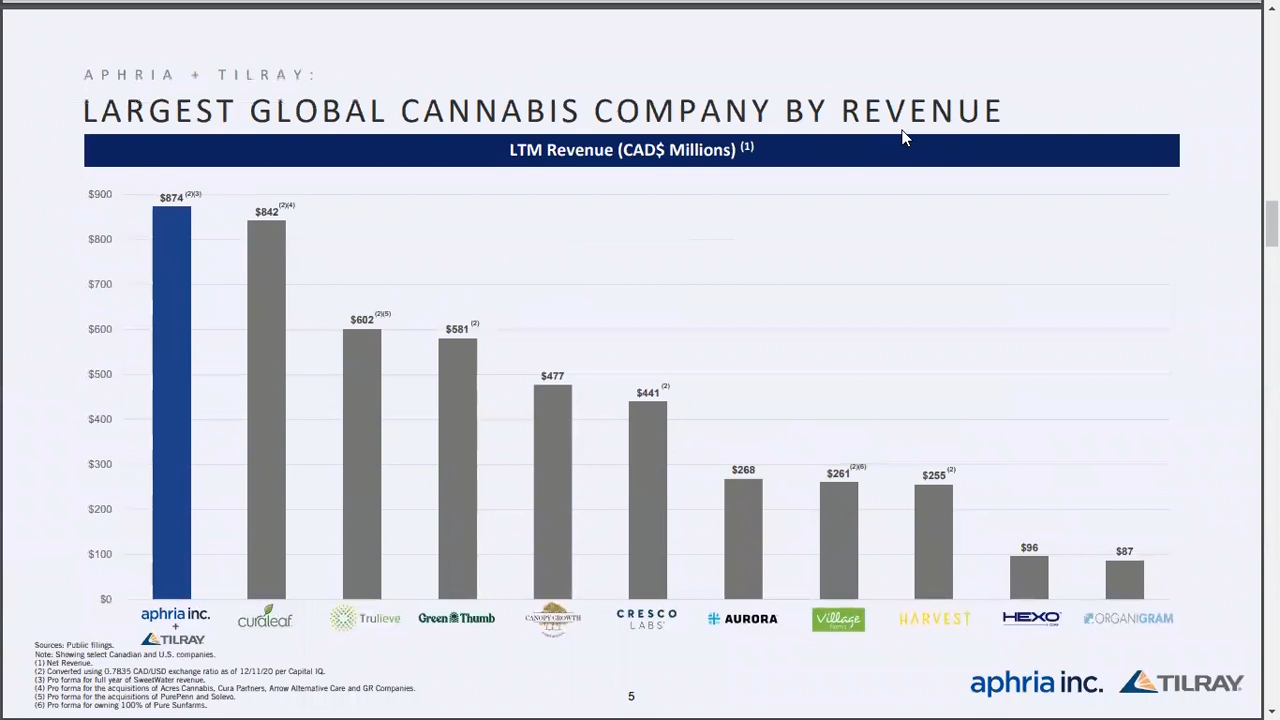 APHRIA + TILRAY:
LARGEST GLOBAL CANNABIS COMPANY BY REVENUE
LTM Revenue (CAD$ Millions) (1)
$900
$800
$700
$600
$500
$400
$300
$200
$100
$0
$874 (2)(3)
$842 (2)(4)
$602 (2)(5)
$581 (2)
$477
$441 (2)
$268
$261 (2)(6)
$255 (2)
$96
$87
aphria inc. + TILRAY
curaleaf
Trulieve
Green Thumb
CANOPY GROWTH
CRESCO LABS
AURORA
Village
HARVEST
HEXO
ORGANIGRAM
Sources: Public filings.
Note: Showing select Canadian and U.S. companies.
(1) Net Revenue.
(2) Converted using 0.7835 CAD/USD exchange ratio as of 12/11/20 per Capital IQ.
(3) Pro forma for full year of SweetWater revenue.
(4) Pro forma for the acquisitions of Acres Cannabis, Cura Partners, Arrow Alternative Care and GR Companies.
(5) Pro forma for the acquisitions of PurePenn and Solevo.
(6) Pro forma for owning 100% of Pure Sunfarms.
5
aphria inc. TILRAY